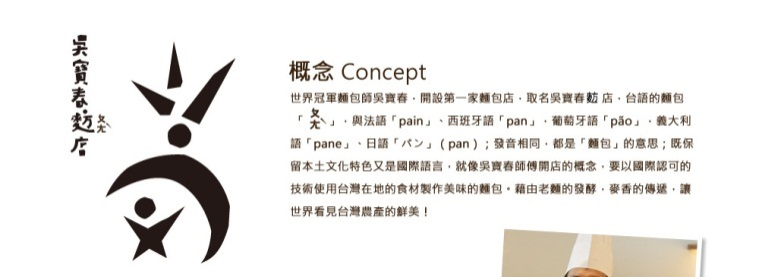 吳寶春麵店
ㄆㄤˋ
概念 Concept
世界冠軍麵包師吳寶春，開設第一家麵包店，取名吳寶春 店，台語的麵包
「ㄆㄤˋ」，與法語「pain」、西班牙語「pan」，葡萄牙語「pão」，義大利
語「pane」、日語「パン」( pan )；發音相同，都是「麵包」的意思；既保
留本土文化特色又是國際語言，就像吳寶春師傅開店的概念，要以國際認可的
技術使用台灣在地的食材製作美味的麵包。藉由老麵的發酵，麥香的傳遞，讓
世界看見台灣農產的鮮美！